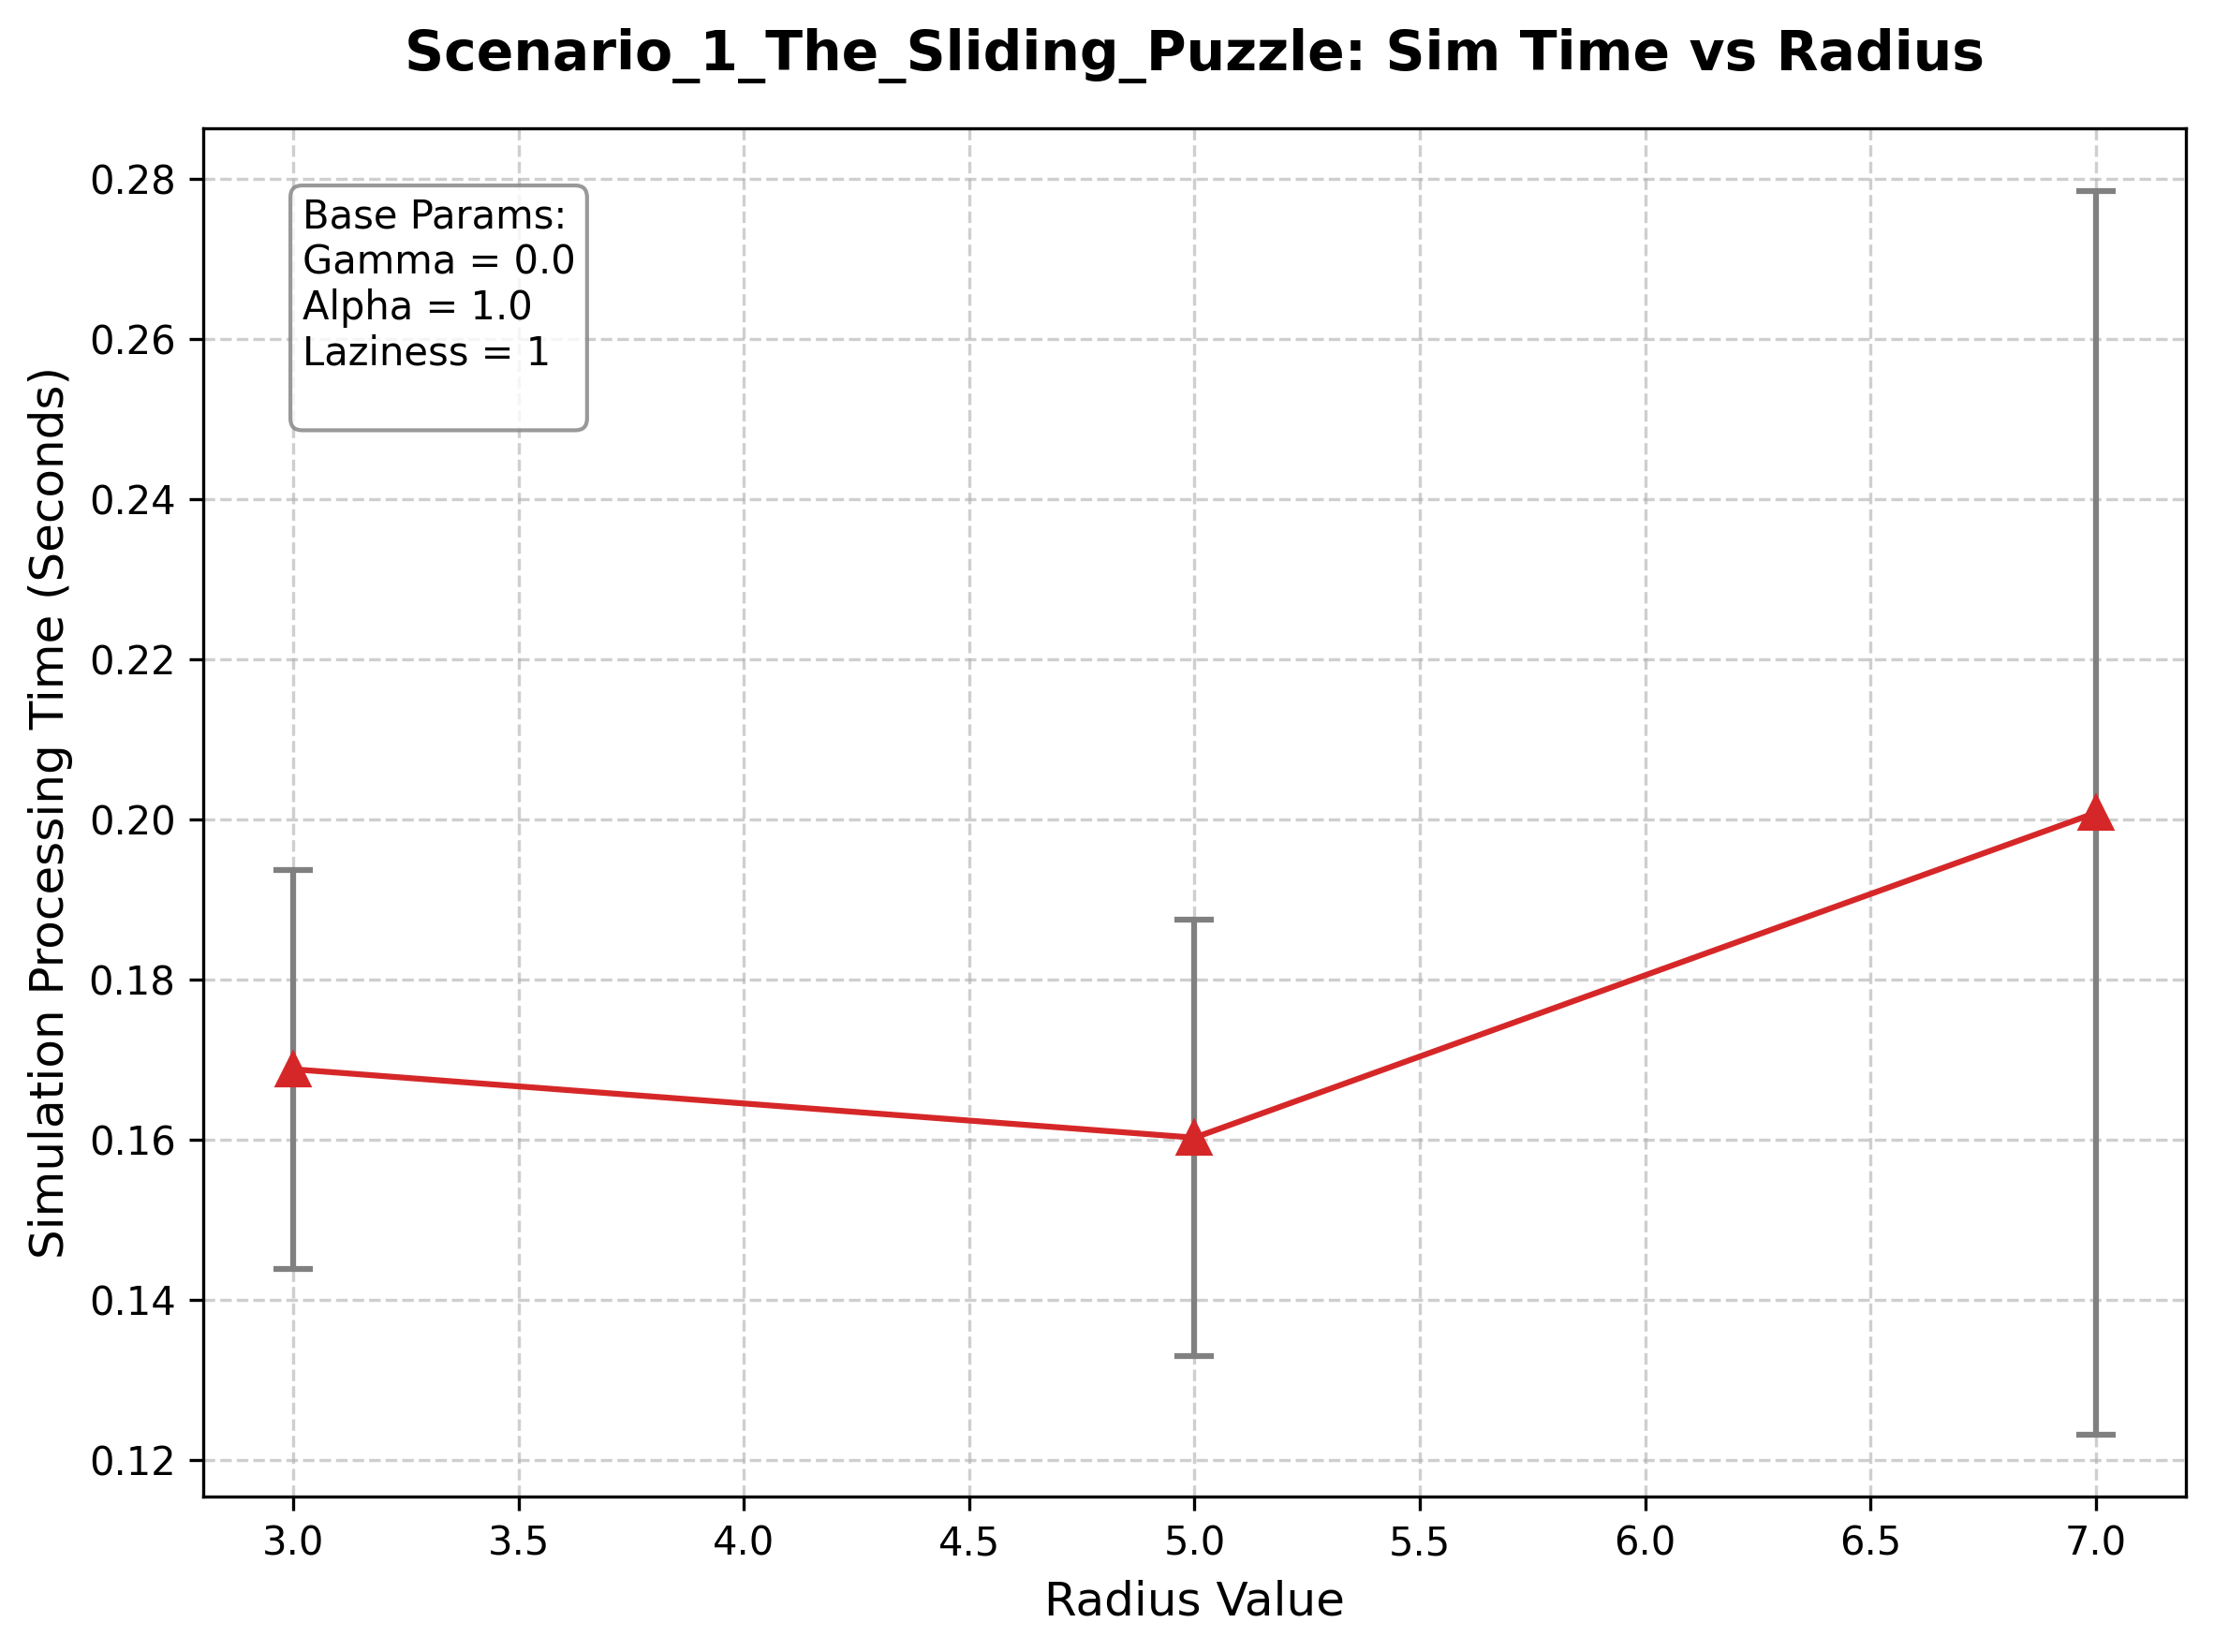 Scenario_1_The_Sliding_Puzzle: Sim Time vs Radius
Simulation Processing Time (Seconds)
0.28
0.26
0.24
0.22
0.20
0.18
0.16
0.14
0.12
Base Params:
Gamma = 0.0
Alpha = 1.0
Laziness = 1
3.0 3.5 4.0 4.5 5.0 5.5 6.0 6.5 7.0
Radius Value